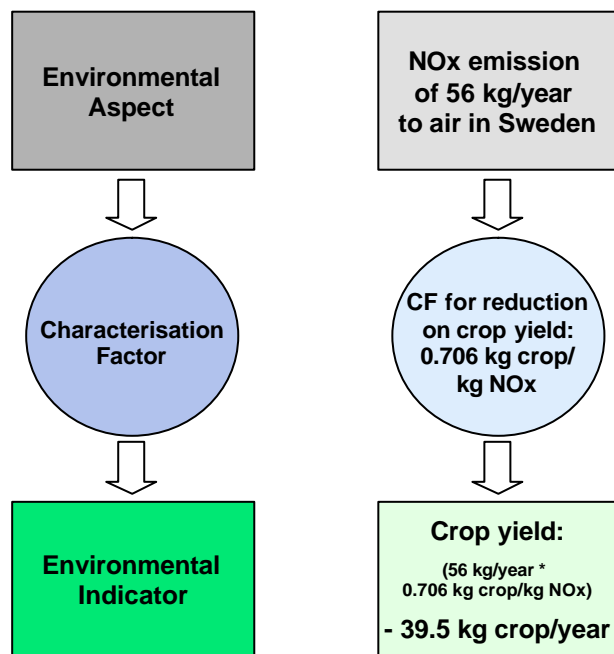 Environmental
Aspect
NOx emission
of 56 kg/year
to air in Sweden
Characterisation
Factor
CF for reduction
on crop yield:
0.706 kg crop/
kg NOx
Environmental
Indicator
Crop yield:
(56 kg/year *
0.706 kg crop/kg NOx)
- 39.5 kg crop/year